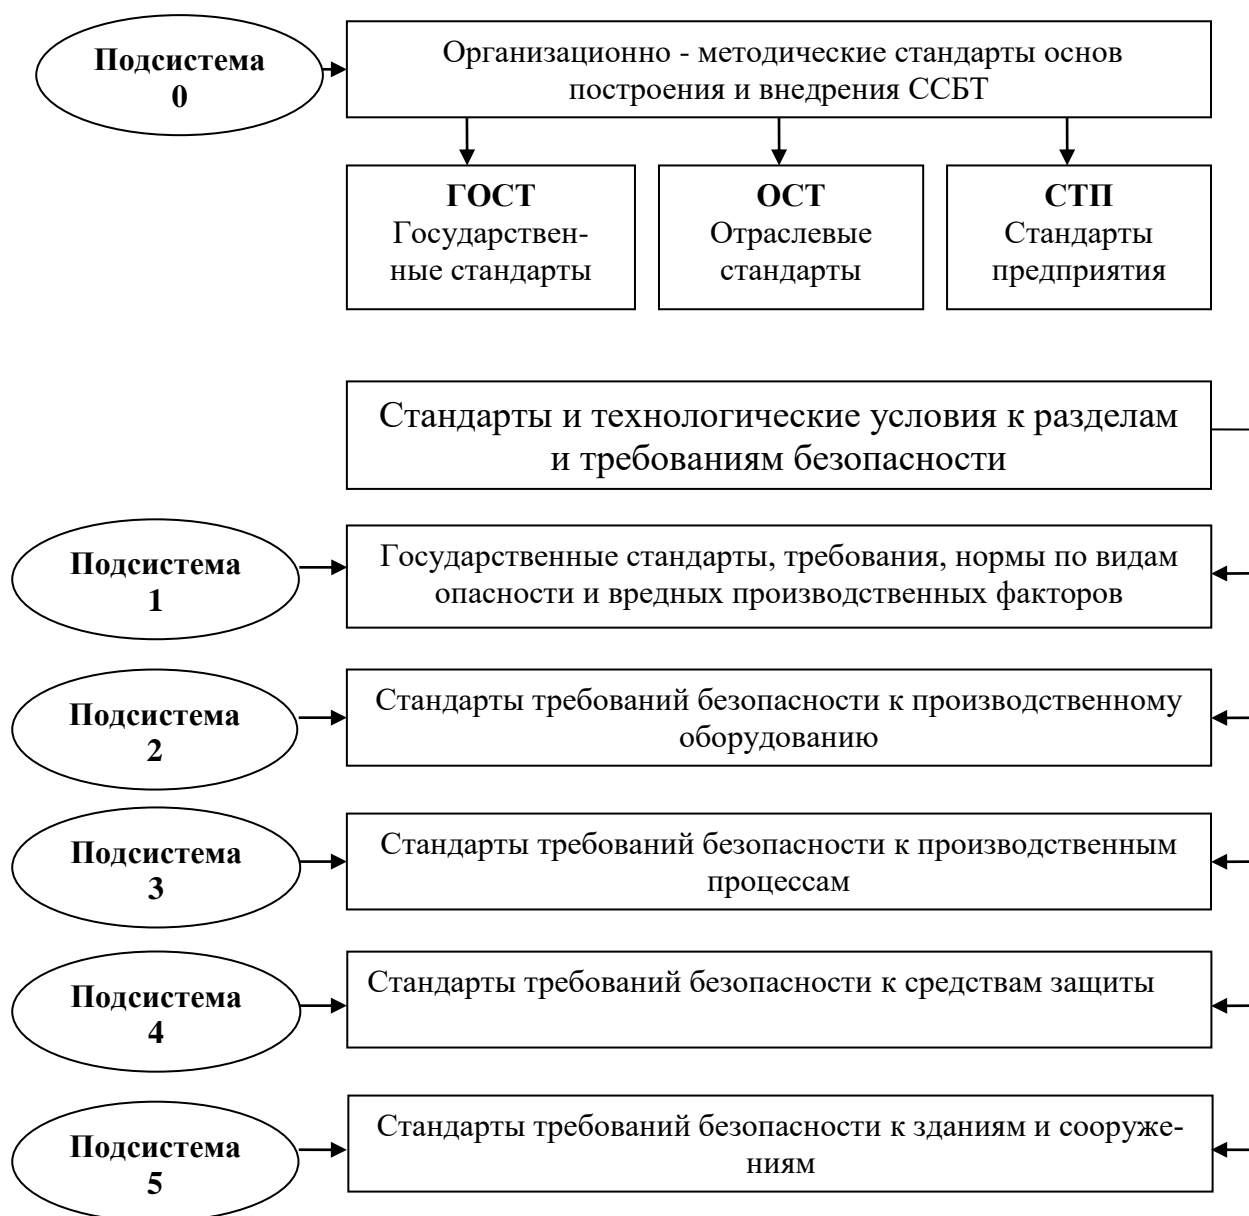 Подсистема
0
Организационно - методические стандарты основ
построения и внедрения ССБТ
ГОСТ
Государствен-
ные стандарты
ОСТ
Отраслевые
стандарты
СТП
Стандарты
предприятия
Стандарты и технологические условия к разделам
и требованиям безопасности
Подсистема
1
Государственные стандарты, требования, нормы по видам
опасности и вредных производственных факторов
Подсистема
2
Стандарты требований безопасности к производственному
оборудованию
Подсистема
3
Стандарты требований безопасности к производственным
процессам
Подсистема
4
Стандарты требований безопасности к средствам защиты
Подсистема
5
Стандарты требований безопасности к зданиям и сооруже-
ниям